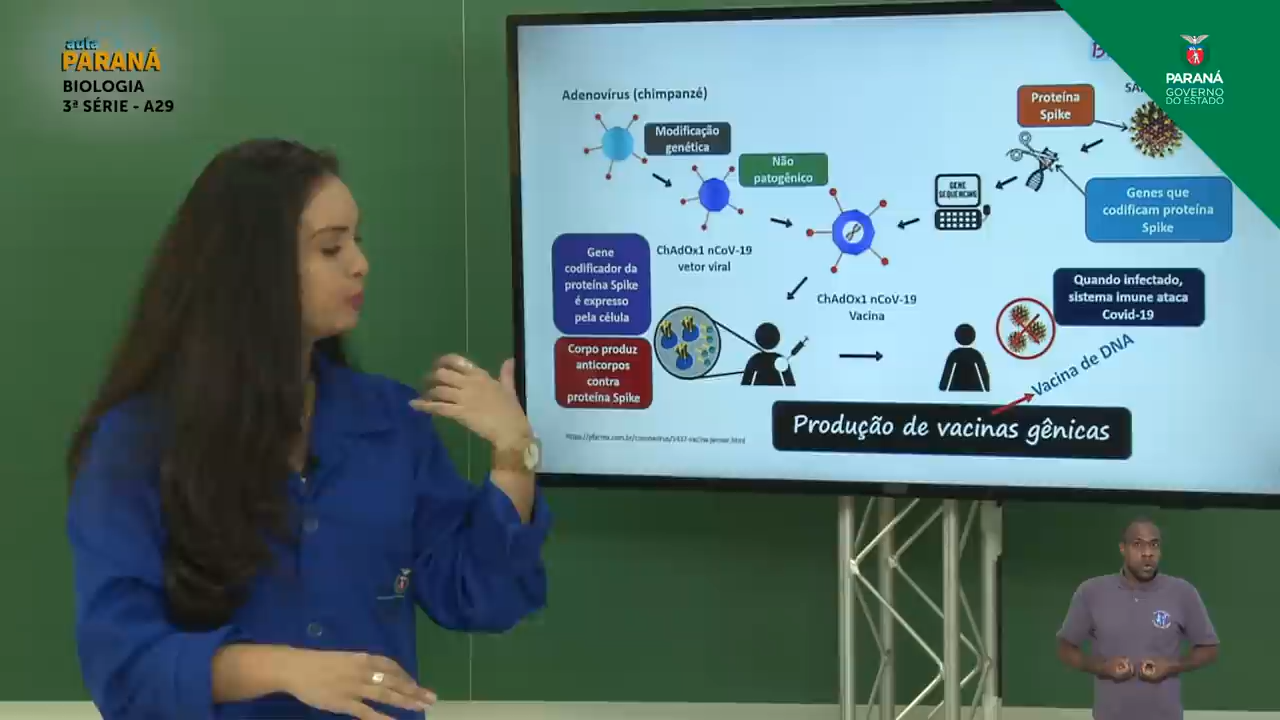 aula
PARANÁ
BIOLOGIA
3ª SÉRIE - A29
PARANÁ
GOVERNO
DO ESTADO
Adenovírus (chimpanzé)
Modificação
genética
Não
patogênico
Proteína
Spike
GENE
SEQUENCING
Genes que
codificam proteína
Spike
ChAdOx1 nCoV-19
vetor viral
Gene
codificador da
proteína Spike
é expresso
pela célula
ChAdOx1 nCoV-19
Vacina
Quando infectado,
sistema imune ataca
Covid-19
Corpo produz
anticorpos
contra
proteína Spike
Vacina de DNA
Produção de vacinas gênicas